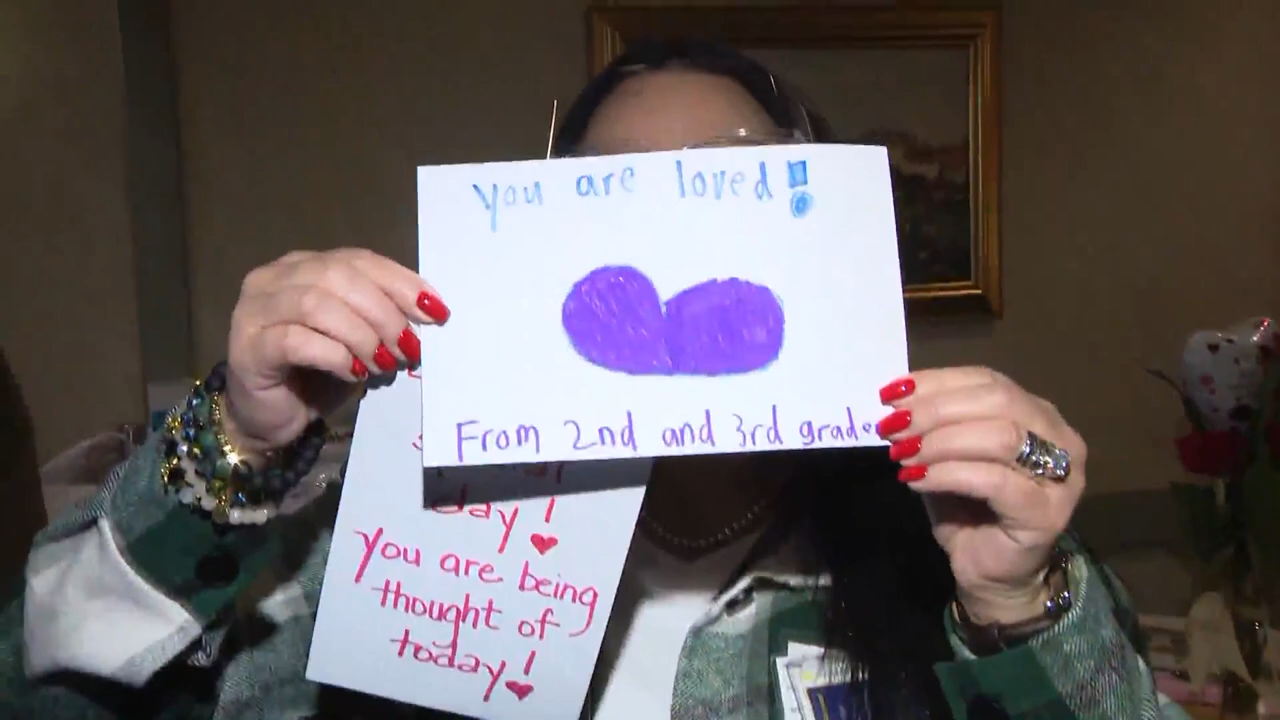 You are loved!
From 2nd and 3rd grade
day!
You are being
thought of
today!